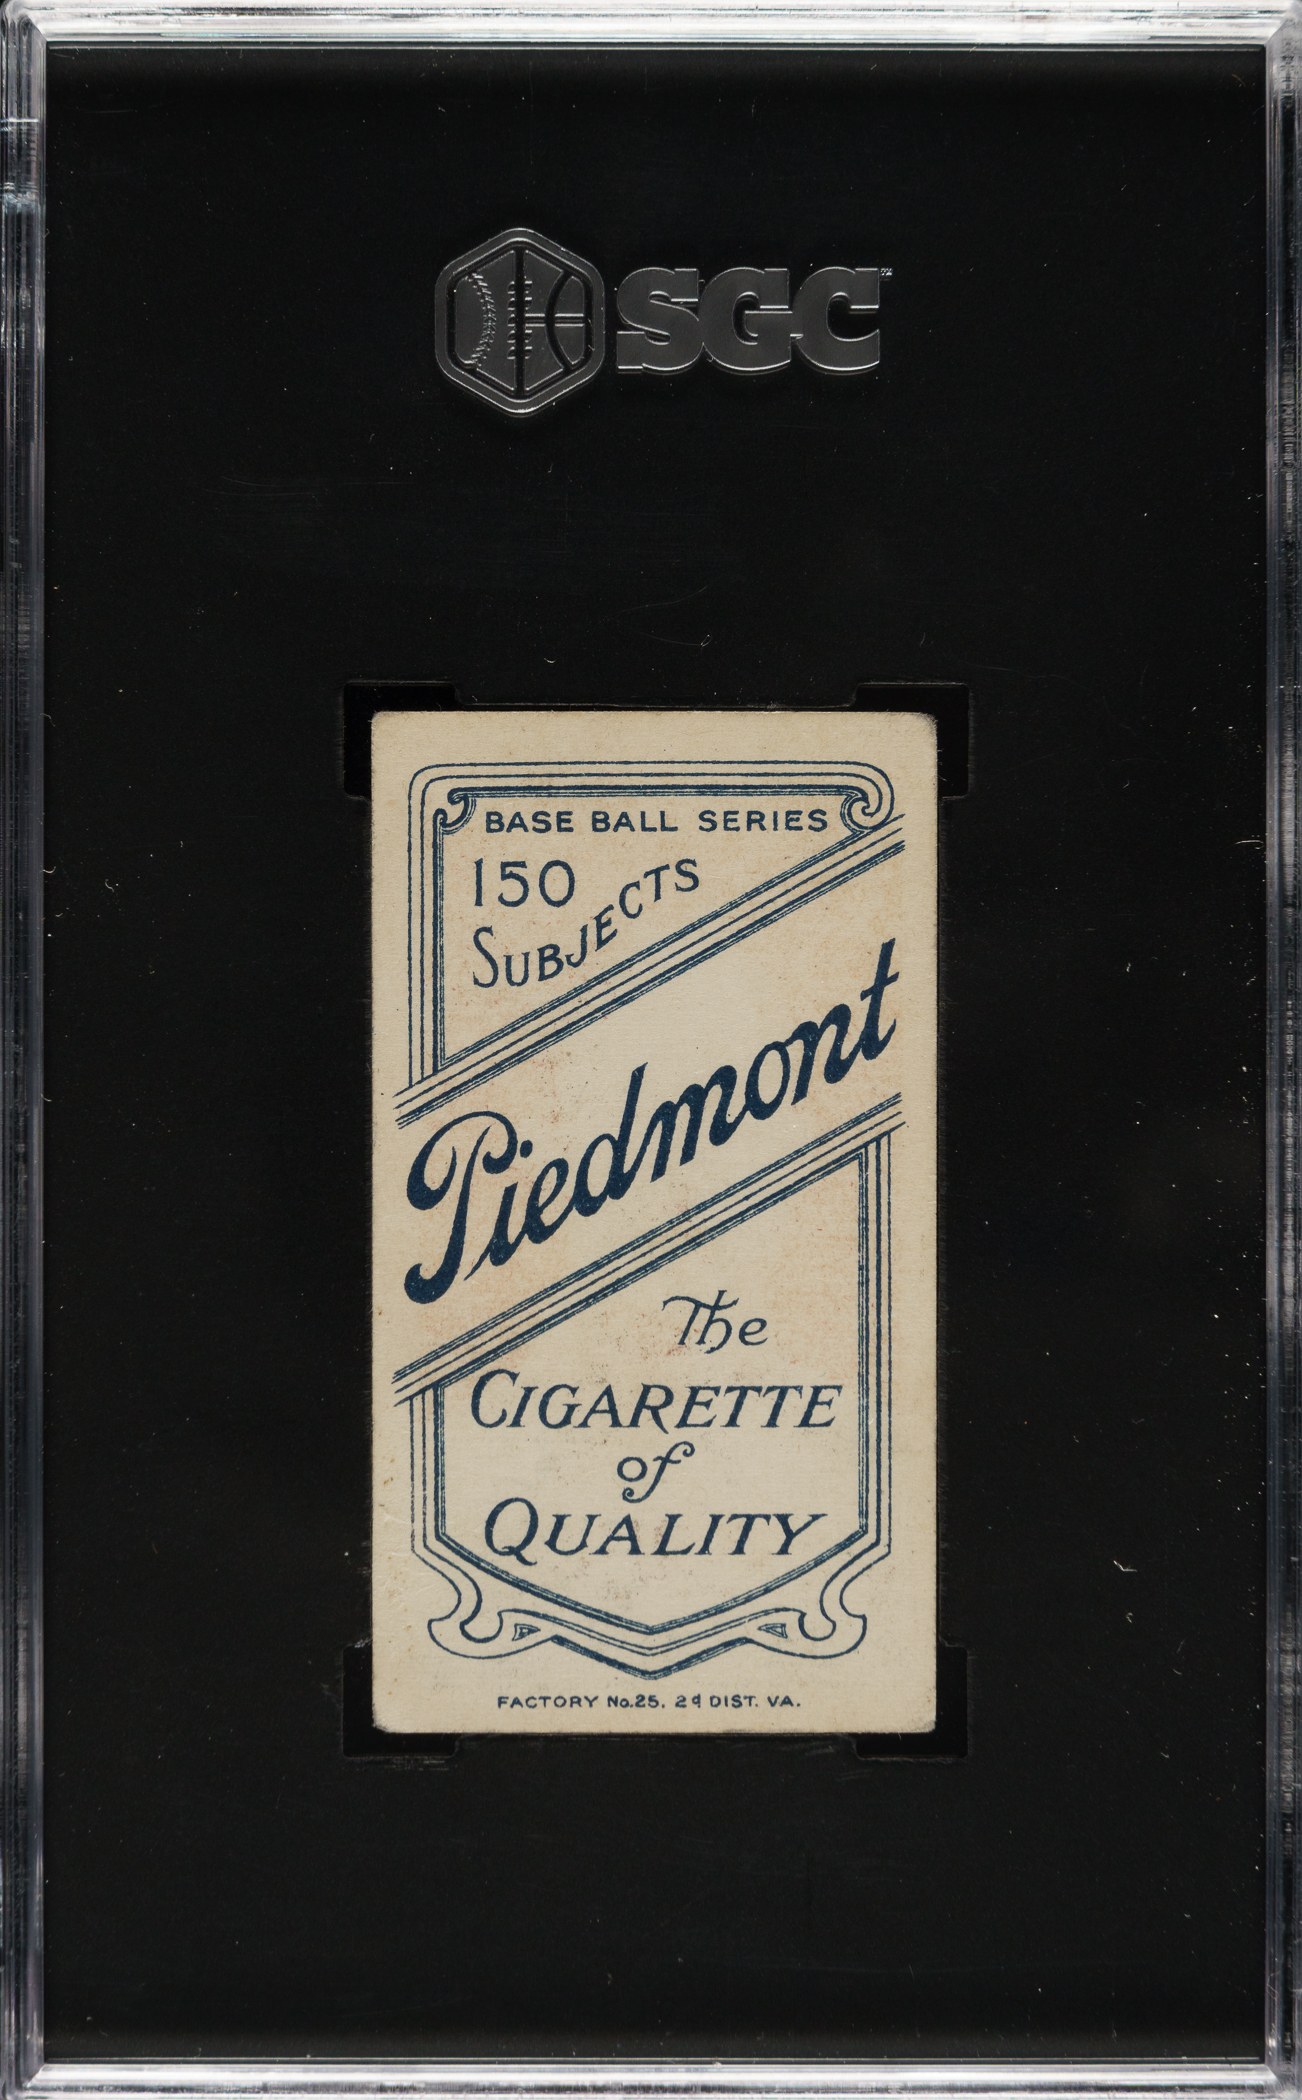 SGC
BASE BALL SERIES
150
SUBJECTS
Piedmont
The
CIGARETTE
of
QUALITY
FACTORY No.25. 2d DIST. VA.